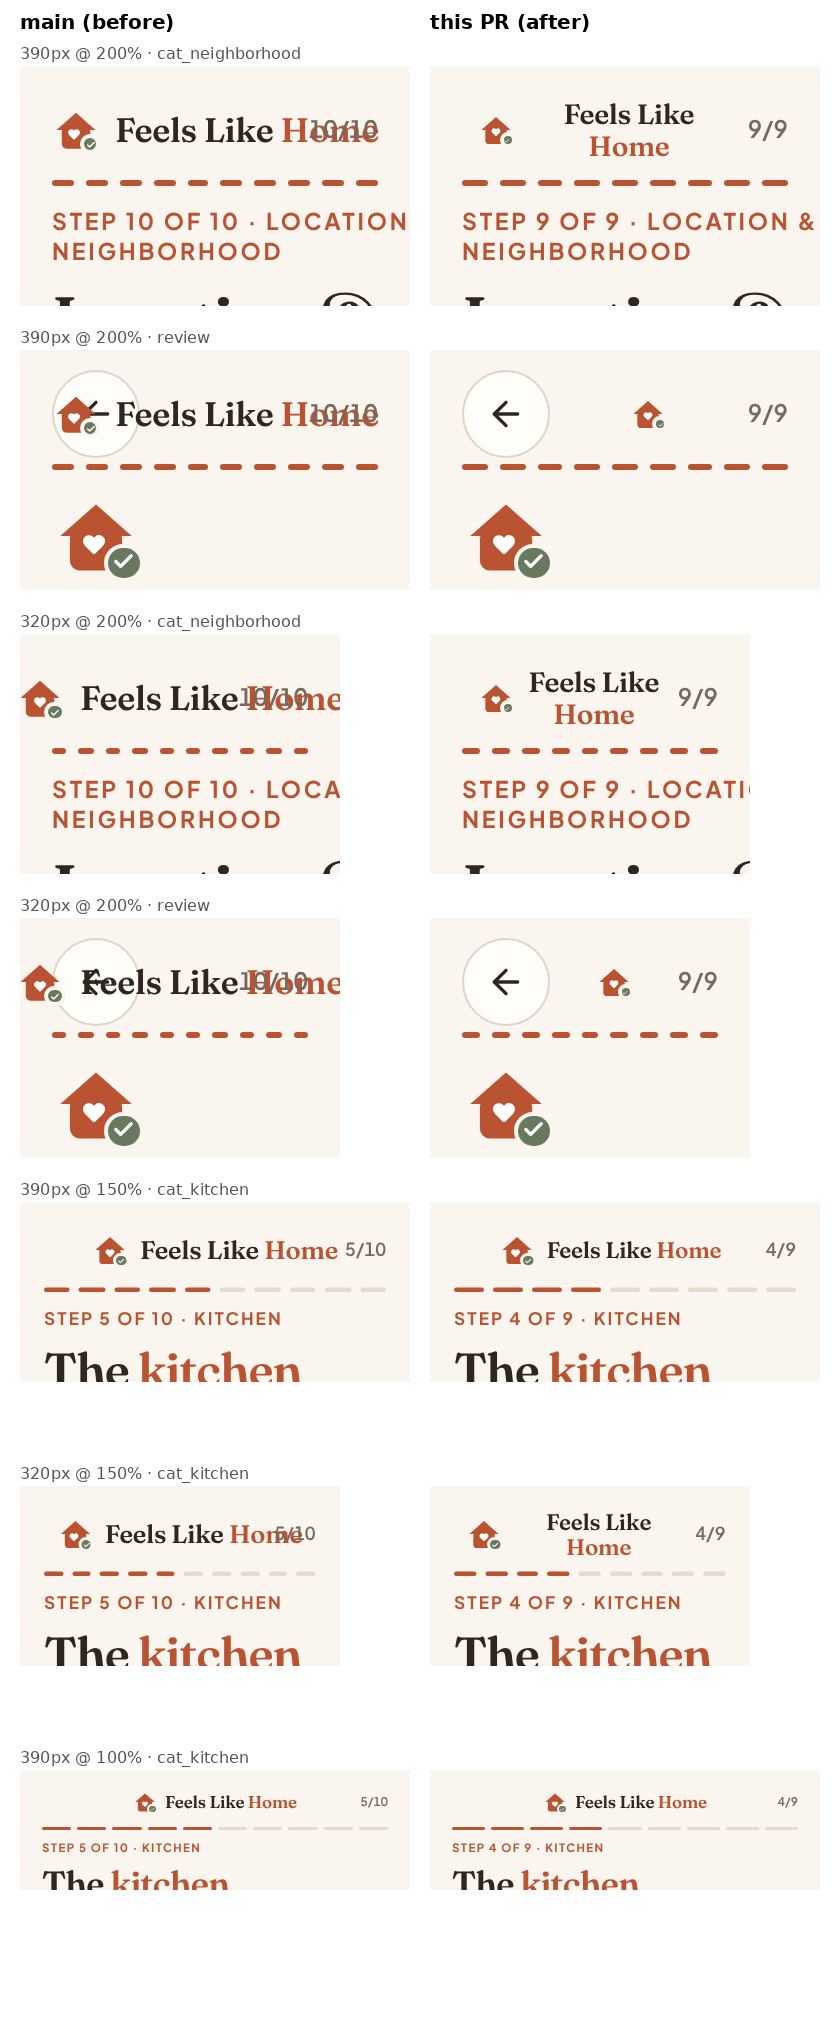 main (before)
this PR (after)
390px @ 200% · cat_neighborhood
Feels Like Home
10/10
Feels Like
Home
9/9
STEP 10 OF 10 · LOCATION
NEIGHBORHOOD
STEP 9 OF 9 · LOCATION &
NEIGHBORHOOD
390px @ 200% · review
Feels Like Home
10/10
9/9
320px @ 200% · cat_neighborhood
Feels Like Home
10/10
Feels Like
Home
9/9
STEP 10 OF 10 · LOCA
NEIGHBORHOOD
STEP 9 OF 9 · LOCATI
NEIGHBORHOOD
320px @ 200% · review
Feels Like Home
10/10
9/9
390px @ 150% · cat_kitchen
Feels Like Home 5/10
Feels Like Home 4/9
STEP 5 OF 10 · KITCHEN
STEP 4 OF 9 · KITCHEN
The kitchen
The kitchen
320px @ 150% · cat_kitchen
Feels Like Home
5/10
Feels Like
Home
4/9
STEP 5 OF 10 · KITCHEN
STEP 4 OF 9 · KITCHEN
The kitchen
The kitchen
390px @ 100% · cat_kitchen
Feels Like Home 5/10
Feels Like Home 4/9
STEP 5 OF 10 · KITCHEN
STEP 4 OF 9 · KITCHEN
The kitchen
The kitchen